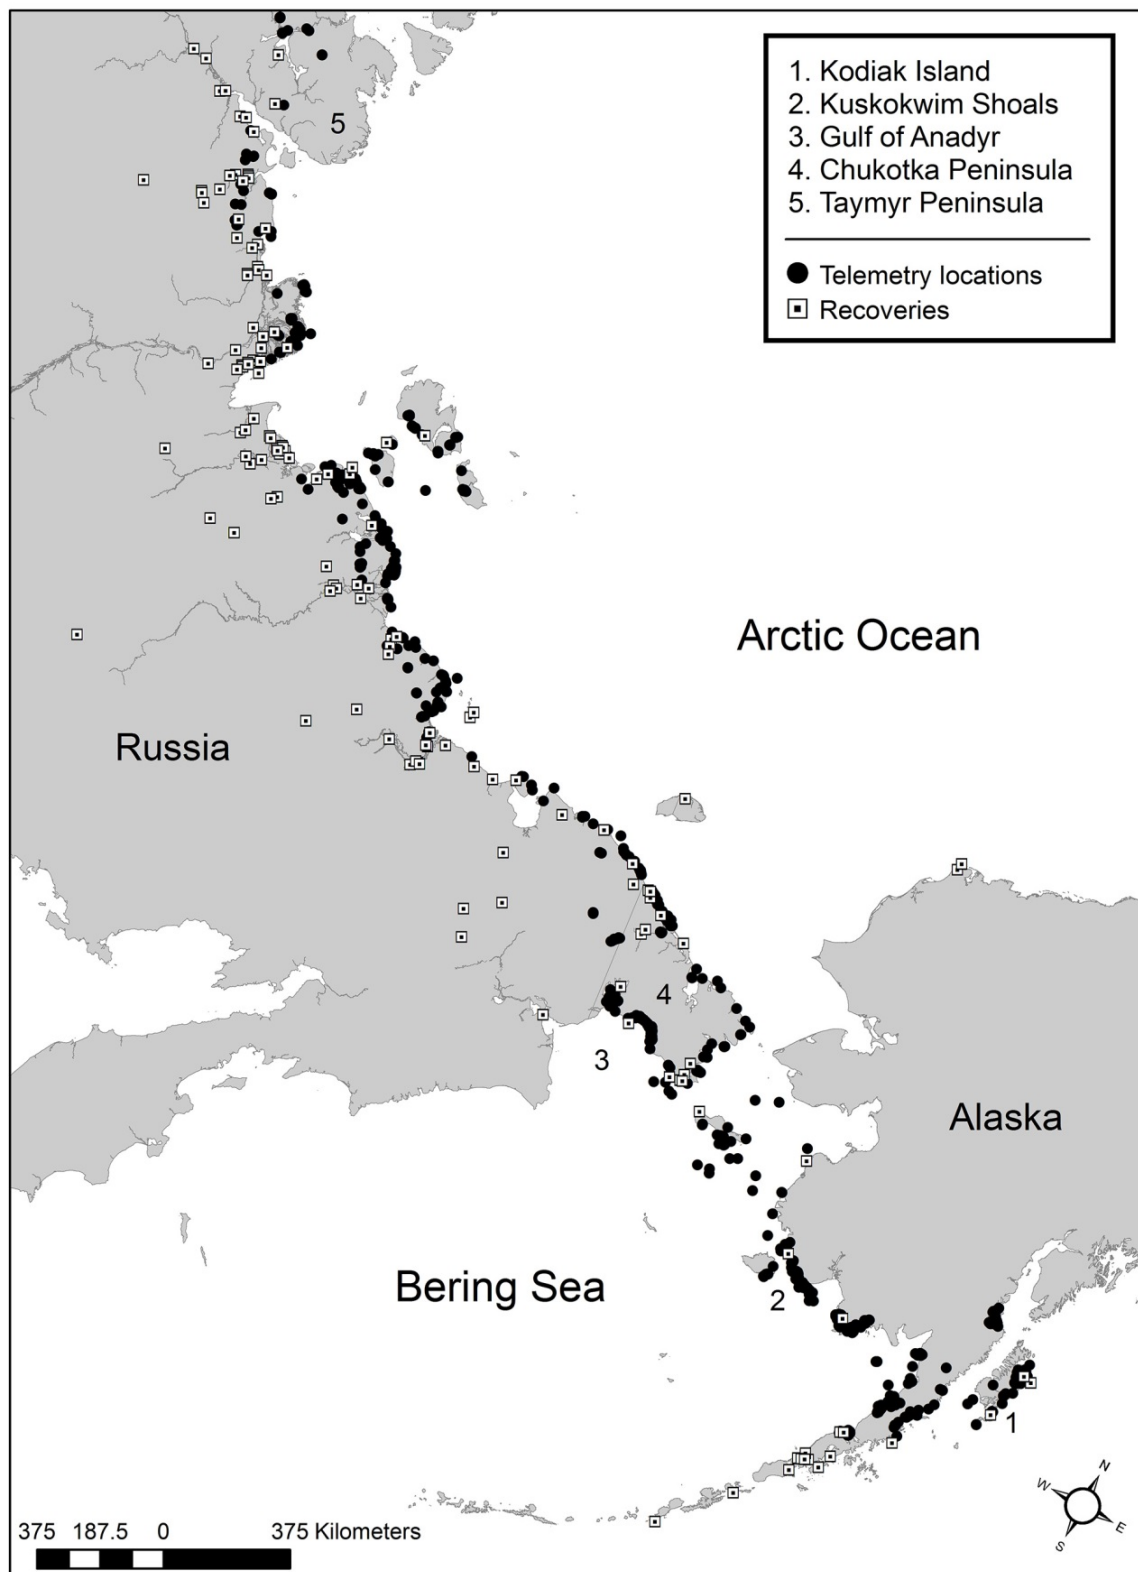 1. Kodiak Island
2. Kuskokwim Shoals
3. Gulf of Anadyr
4. Chukotka Peninsula
5. Taymyr Peninsula
Telemetry locations
Recoveries
5
Arctic Ocean
Russia
4
3
Alaska
Bering Sea
2
1
N
W
E
S
375 187.5 0 375 Kilometers